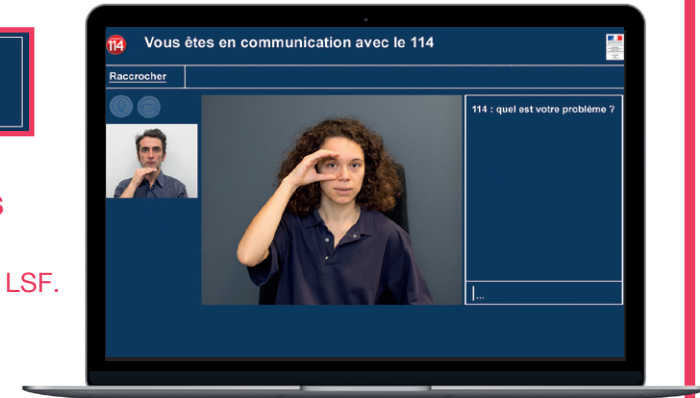 114 Vous êtes en communication avec le 114
Raccrocher
114 : quel est votre problème ?
...
s
LSF.